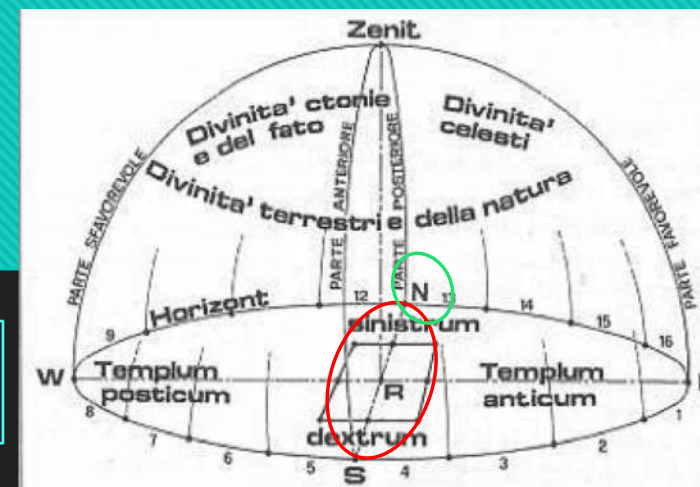 Zenit
Divinita' ctonie
e del fato
Divinita'
celesti
Divinita' terrestri e della natura
PARTE SFAVOREVOLE
PARTE ANTERIORE
PARTE POSTERIORE
PARTE FAVOREVOLE
Horizont
N
9
12
13
14
15
16
sinistrum
W
Templum
posticum
R
Templum
anticum
dextrum
8
7
6
5
S
4
3
2
1